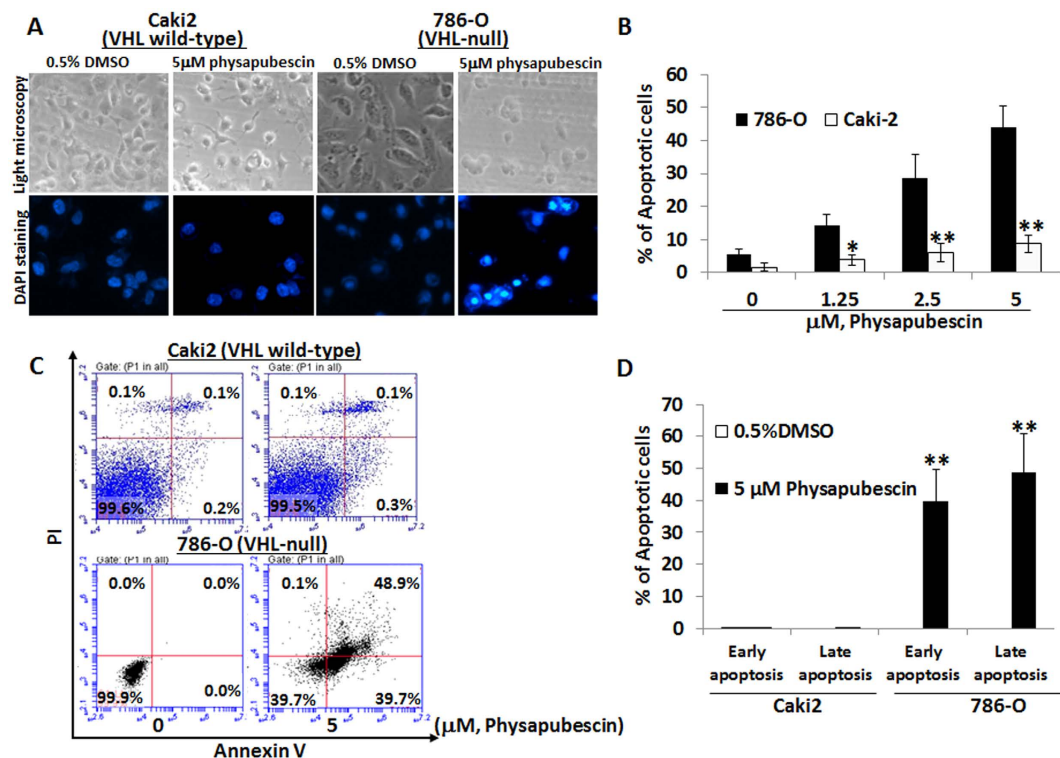 A
Caki2
(VHL wild-type)
786-O
(VHL-null)
0.5% DMSO
5μM physapubescin
0.5% DMSO
5μM physapubescin
Light microscopy
DAPI staining
B
% of Apoptotic cells
60
50
40
30
20
10
0
786-O
Caki-2
*
**
**
0 1.25 2.5 5
μM, Physapubescin
C
Caki2 (VHL wild-type)
Gate: (P1 in all)
0.1% 0.1%
99.6% 0.2%
Gate: (P1 in all)
0.1% 0.1%
99.5% 0.3%
786-O (VHL-null)
Gate: (P1 in all)
0.0% 0.0%
99.9% 0.0%
Gate: (P1 in all)
0.1% 48.9%
39.7% 39.7%
PI
0 5 (μM, Physapubescin)
Annexin V
D
% of Apoptotic cells
70
60
50
40
30
20
10
0
0.5%DMSO
5 μM Physapubescin
**
**
Early apoptosis
Late apoptosis
Early apoptosis
Late apoptosis
Caki2
786-O